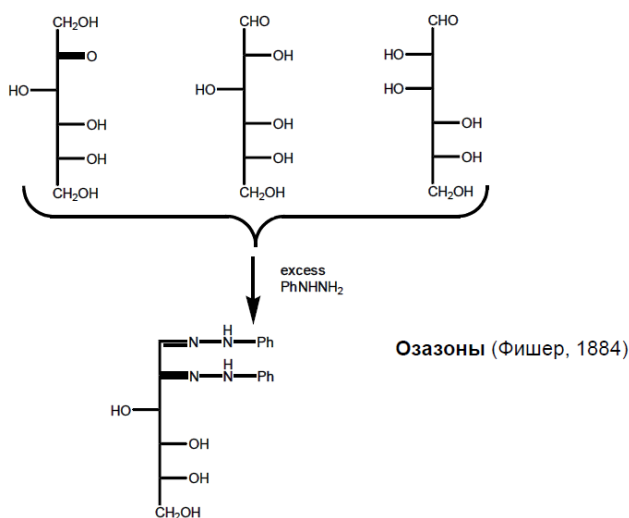 CH₂OH
CHO
CHO
O
OH
HO
HO
HO
HO
OH
OH
OH
OH
OH
OH
CH₂OH
CH₂OH
CH₂OH
excess
PhNHNH₂
H
N N Ph
H
N N Ph
HO
OH
OH
CH₂OH
Озазоны (Фишер, 1884)